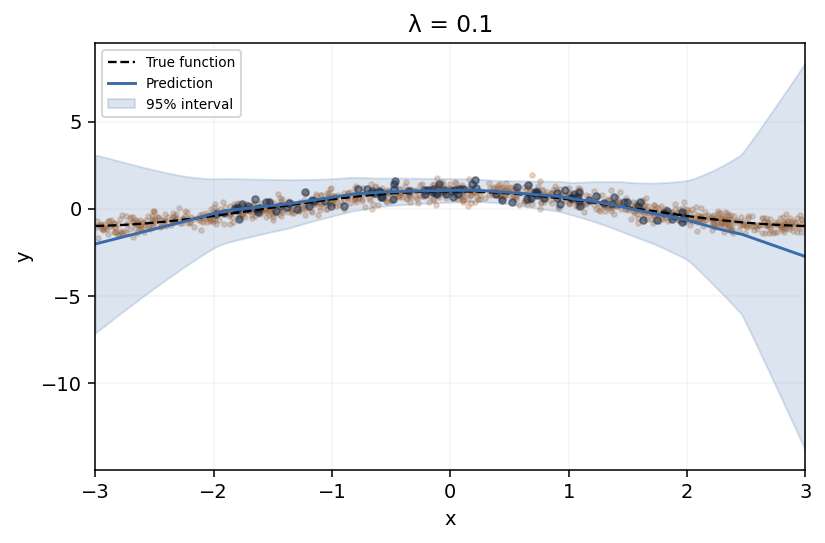 λ = 0.1
True function
Prediction
95% interval
5
0
−5
−10
y
−3 −2 −1 0 1 2 3
x